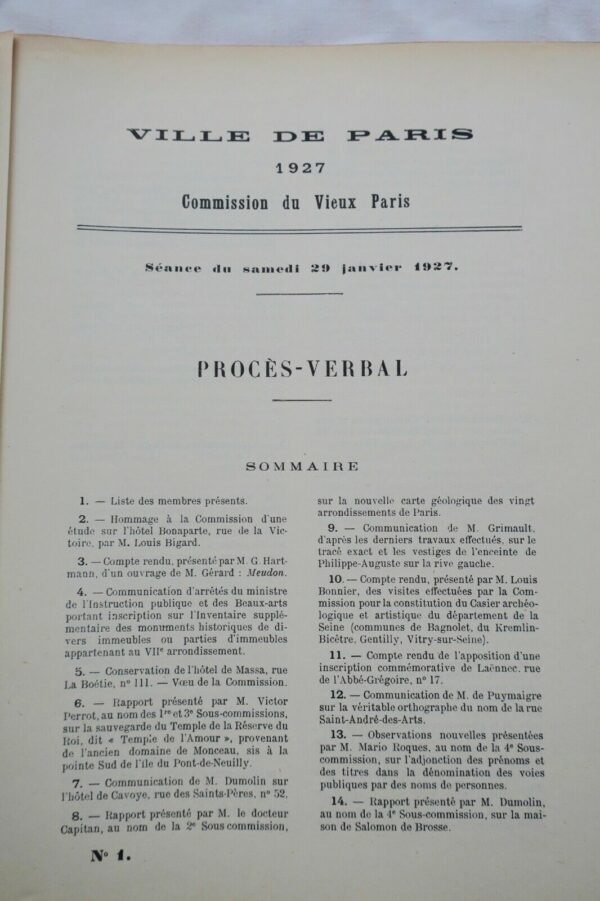 VILLE DE PARIS
1927
Commission du Vieux Paris
Séance du samedi 29 janvier 1927.
PROCÈS-VERBAL
SOMMAIRE
1. — Liste des membres présents.
2. — Hommage à la Commission d'une
étude sur l'hôtel Bonaparte, rue de la Vic-
toire, par M. Louis Bigard.
3. — Compte rendu, présenté par M. G. Hart-
mann, d'un ouvrage de M. Gérard : Meudon.
4. — Communication d'arrêtés du ministre
de l'Instruction publique et des Beaux-arts
portant inscription sur l'Inventaire supplé-
mentaire des monuments historiques de di-
vers immeubles ou parties d'immeubles
appartenant au VIIe arrondissement.
5. — Conservation de l'hôtel de Massa, rue
La Boétie, n° 111. — Vœu de la Commission.
6. — Rapport présenté par M. Victor
Perrot, au nom des 1re et 3e Sous-commissions,
sur la sauvegarde du Temple de la Réserve du
Roi, dit « Temple de l'Amour », provenant
de l'ancien domaine de Monceau, sis à la
pointe Sud de l'île du Pont-de-Neuilly.
7. — Communication de M. Dumolin sur
l'hôtel de Cavoye, rue des Saints-Pères, n° 52.
8. — Rapport présenté par M. le docteur
Capitan, au nom de la 2e Sous commission,
sur la nouvelle carte géologique des vingt
arrondissements de Paris.
9. — Communication de M. Grimault,
d'après les derniers travaux effectués, sur le
tracé exact et les vestiges de l'enceinte de
Philippe-Auguste sur la rive gauche.
10. — Compte rendu, présenté par M. Louis
Bonnier, des visites effectuées par la Com-
mission pour la constitution du Casier archéo-
logique et artistique du département de la
Seine (communes de Bagnolet, du Kremlin-
Bicêtre, Gentilly, Vitry-sur-Seine).
11. — Compte rendu de l'apposition d'une
inscription commémorative de Laënnec, rue
de l'Abbé-Grégoire, n° 17.
12. — Communication de M. de Puymaigre
sur la véritable orthographe du nom de la rue
Saint-André-des-Arts.
13. — Observations nouvelles présentées
par M. Mario Roques, au nom de la 4e Sous-
commission, sur l'adjonction des prénoms et
des titres dans la dénomination des voies
publiques par des noms de personnes.
14. — Rapport présenté par M. Dumolin,
au nom de la 4e Sous-commission, sur la mai-
son de Salomon de Brosse.
N° 1.